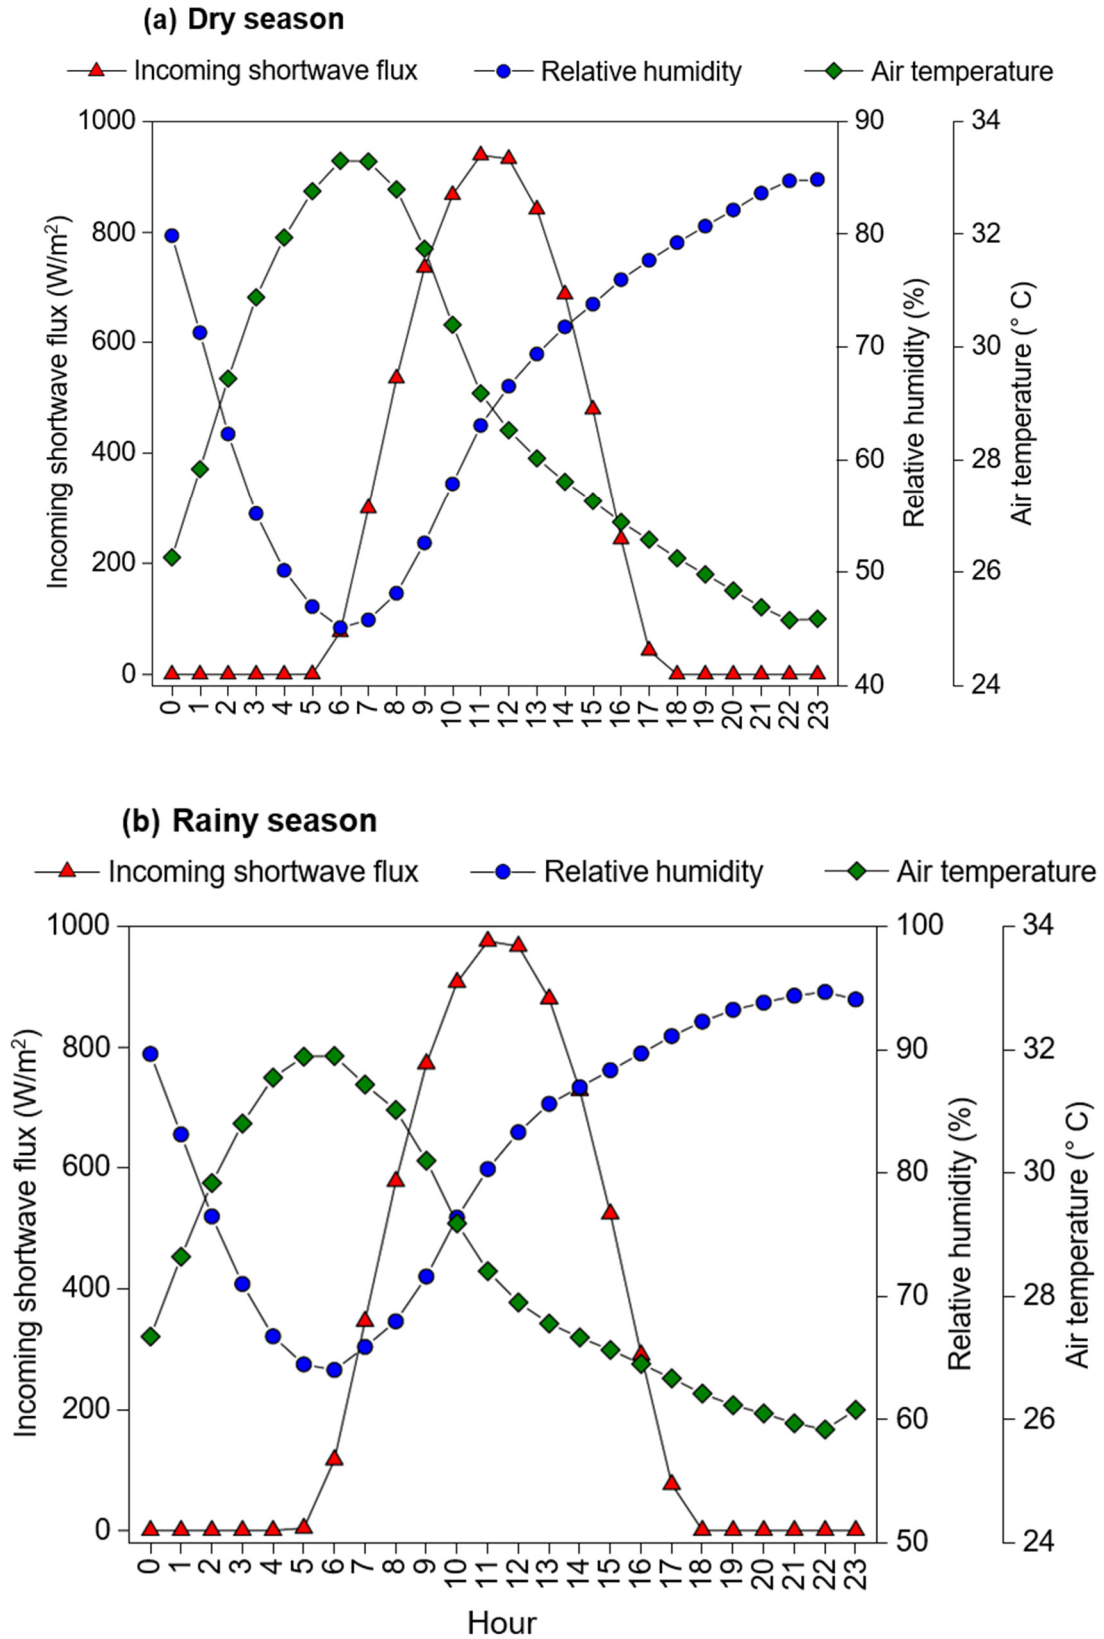 (a) Dry season
Incoming shortwave flux Relative humidity Air temperature
1000 90 34
800 80 32
600 70 30
400 60 28
200 50 26
0 40 24
Incoming shortwave flux (W/m²)
Relative humidity (%)
Air temperature (° C)
0 1 2 3 4 5 6 7 8 9 10 11 12 13 14 15 16 17 18 19 20 21 22 23
(b) Rainy season
Incoming shortwave flux Relative humidity Air temperature
1000 100 34
800 90 32
600 80 30
400 70 28
200 60 26
0 50 24
Incoming shortwave flux (W/m²)
Relative humidity (%)
Air temperature (° C)
0 1 2 3 4 5 6 7 8 9 10 11 12 13 14 15 16 17 18 19 20 21 22 23
Hour